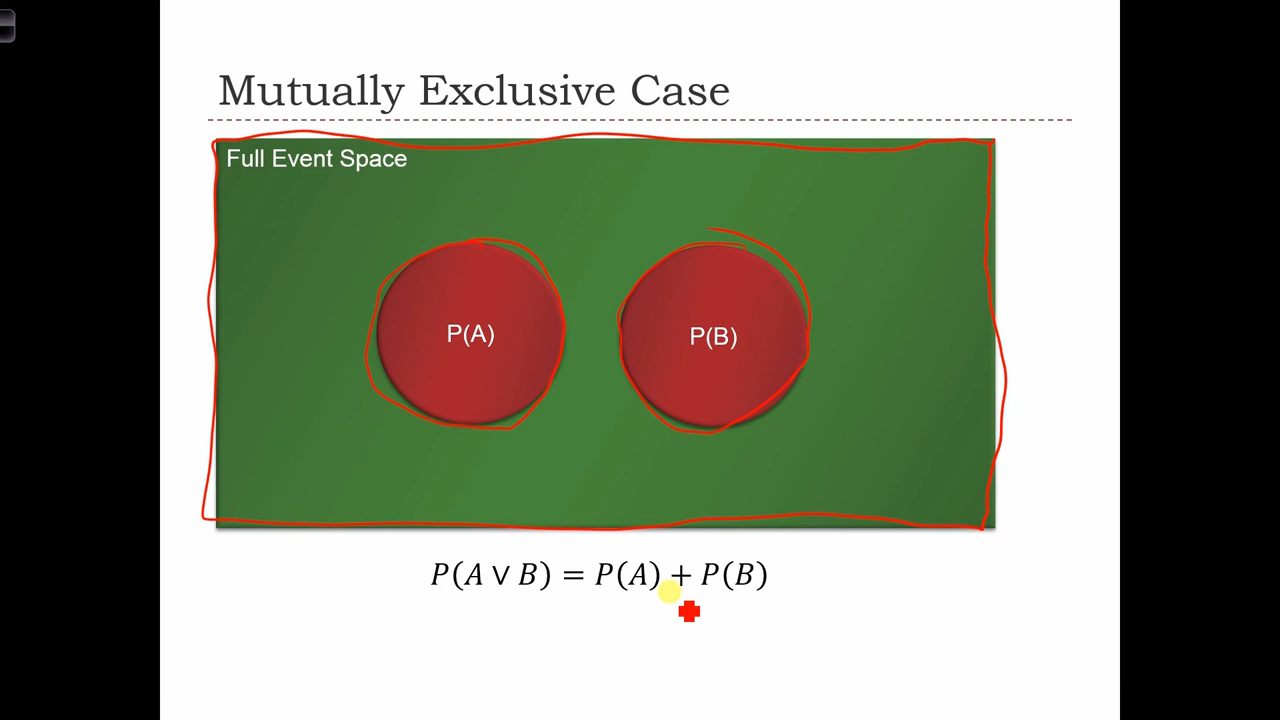 Mutually Exclusive Case
Full Event Space
P(A)
P(B)
P(A ∨ B) = P(A) + P(B)